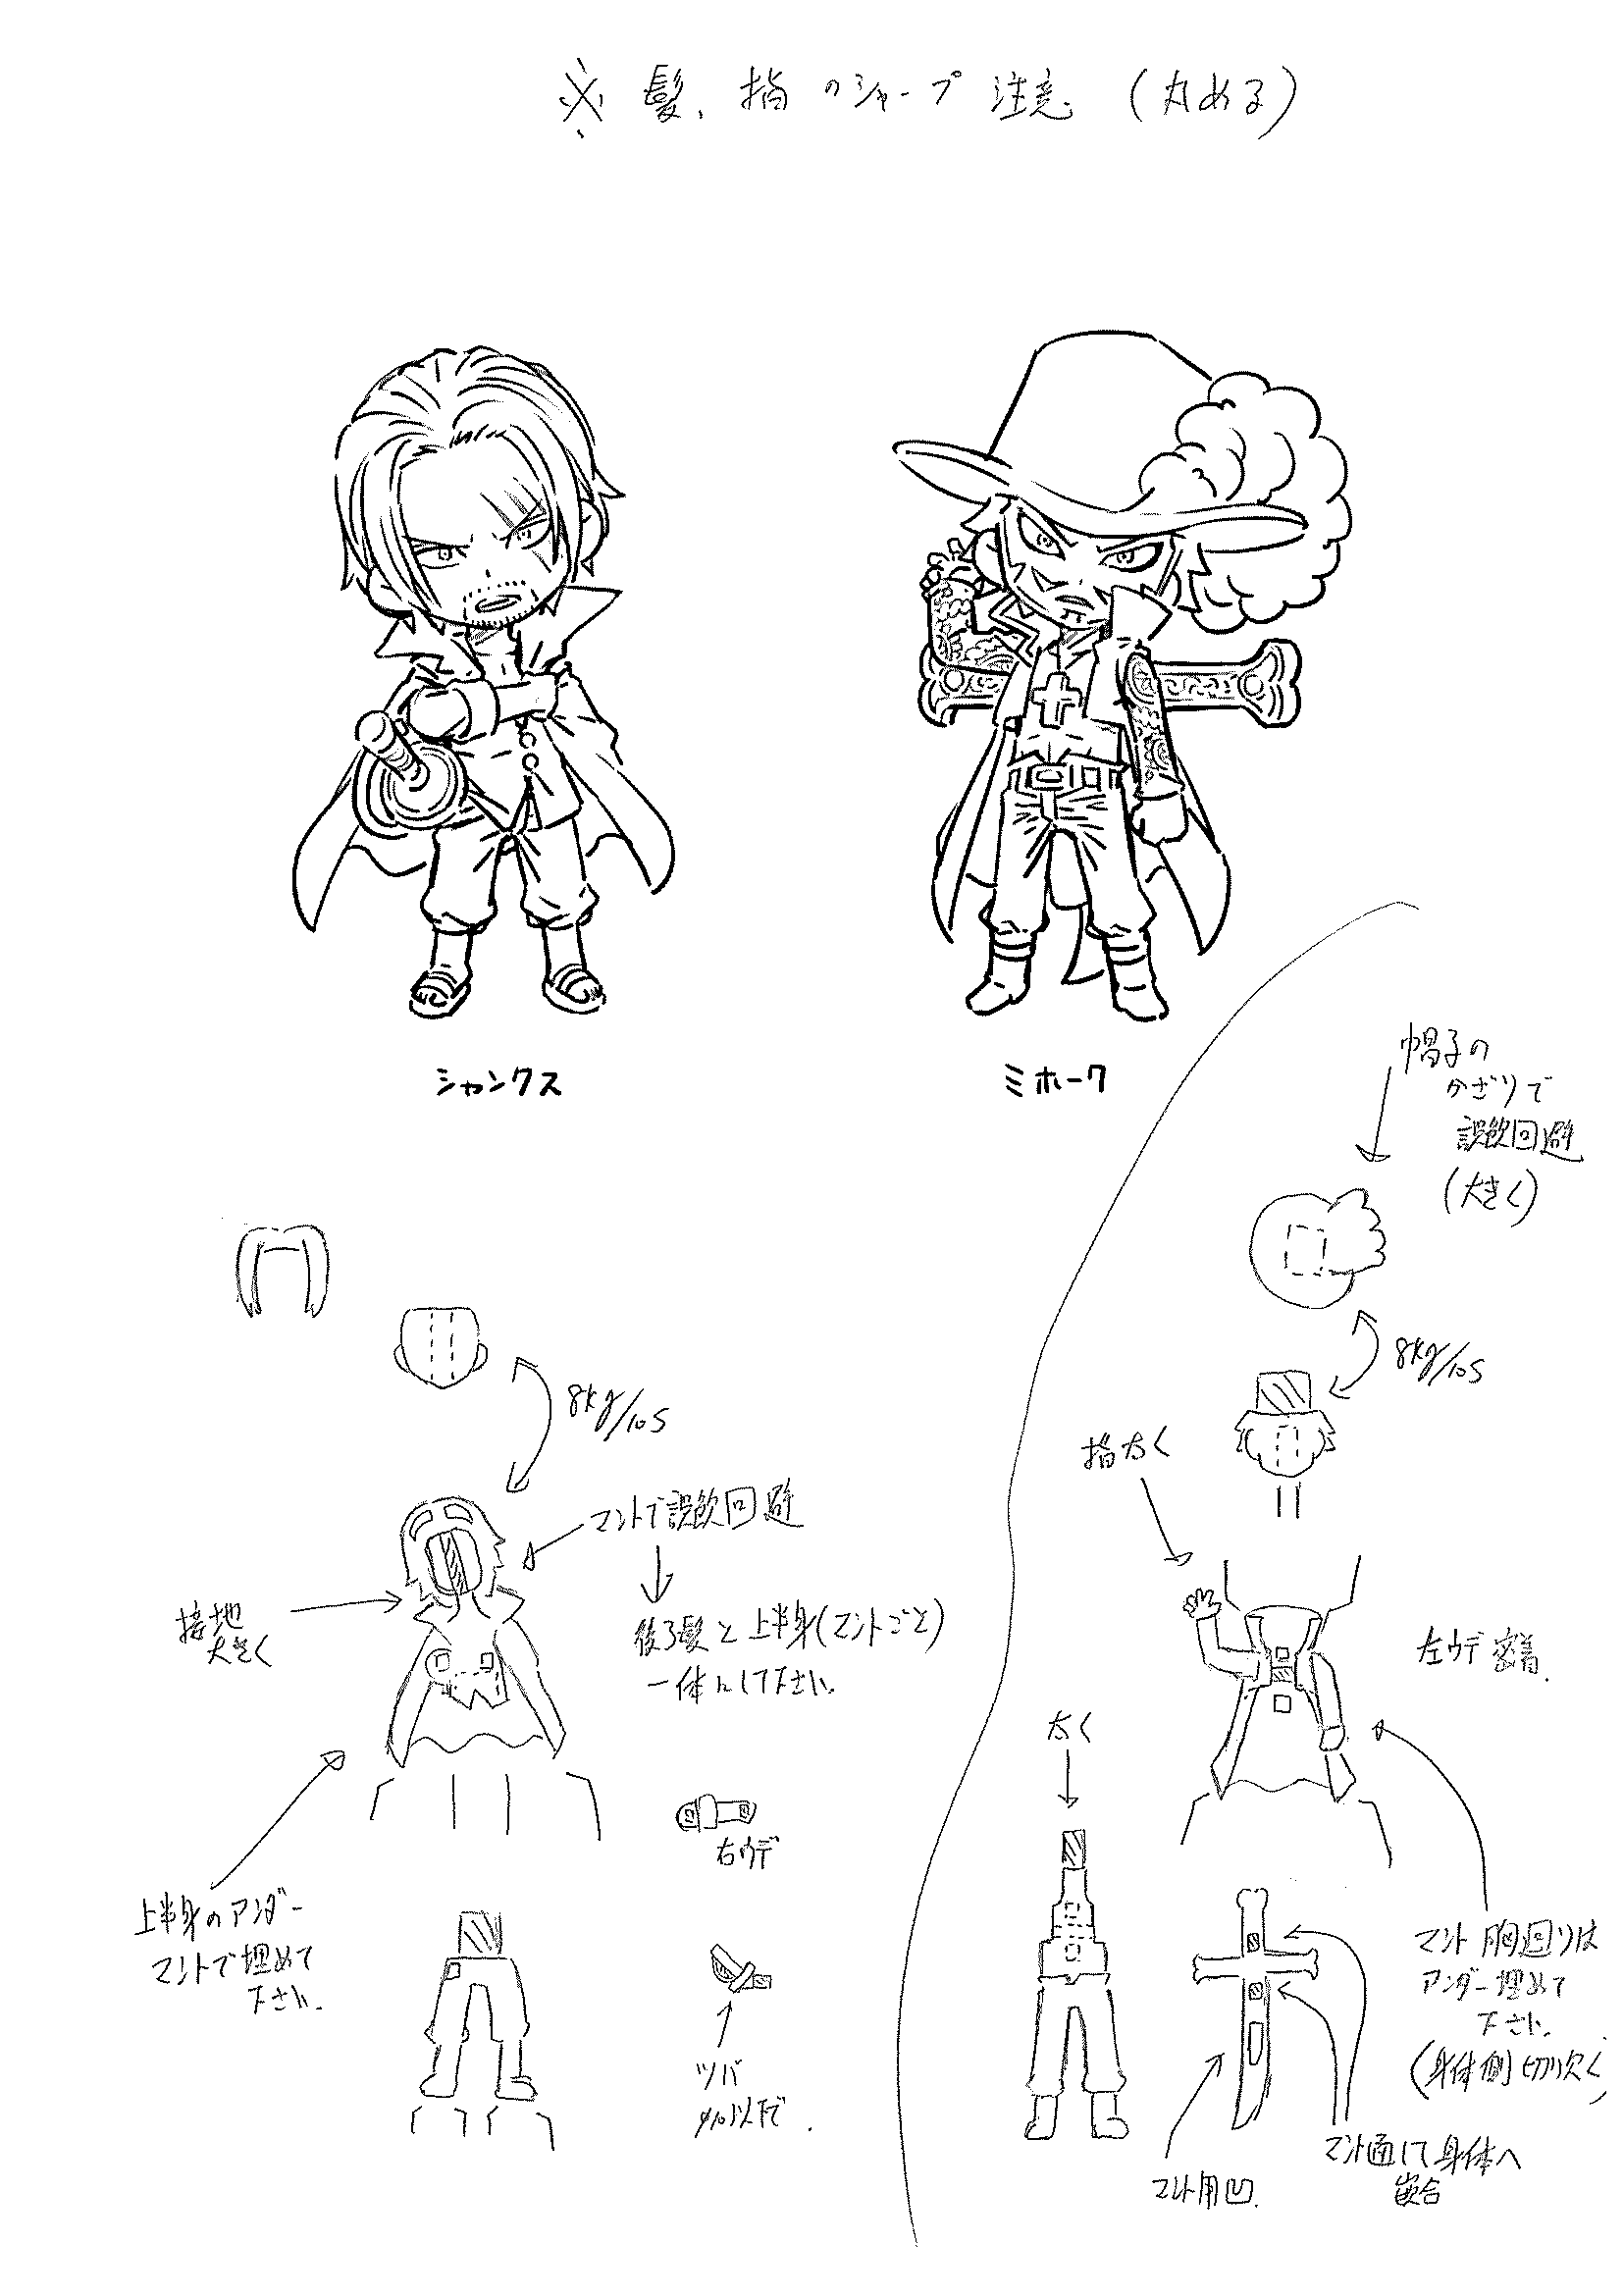 ※ 髪、指のシャープ 注意 (丸める)
シャンクス
ミホーク
帽子の
かざりで
誤飲回避
(大きく)
8kg/10S
8kg/10S
マントで誤飲回避
後ろ髪と上半身(マントごと)
一体にして下さい.
接地
大きく
上半身のアンダー
マントで埋めて
下さい.
右ウデ
ツバ
φ10以下で.
指太く
左ウデ密着.
太く
マント胸回りは
アンダー埋めて
下さい.
(身体側切り欠く)
マント通して身体へ
嵌合
マント用凹.